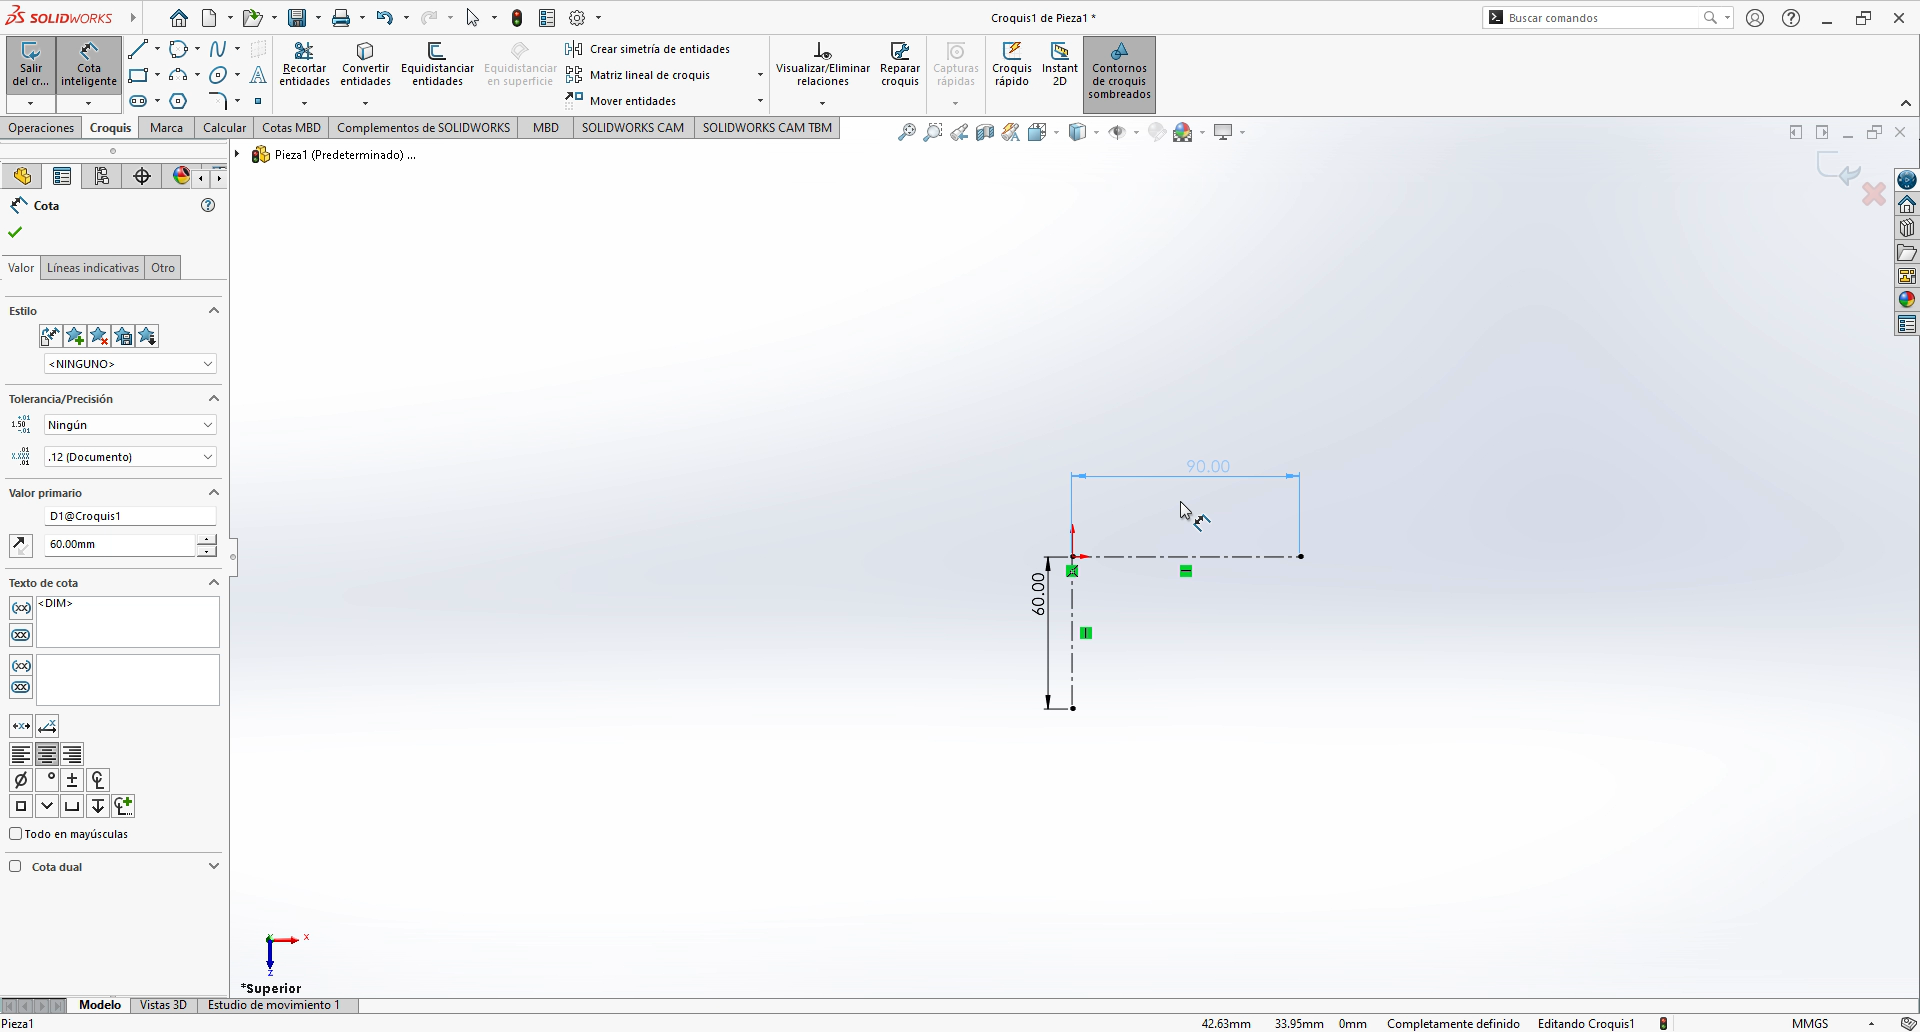 SOLIDWORKS
Croquis1 de Pieza1 *
Buscar comandos
Salir del cr...
Cota inteligente
Recortar entidades
Convertir entidades
Equidistanciar entidades
Equidistanciar en superficie
Crear simetría de entidades
Matriz lineal de croquis
Mover entidades
Visualizar/Eliminar relaciones
Reparar croquis
Capturas rápidas
Croquis rápido
Instant 2D
Contornos de croquis sombreados
Operaciones
Croquis
Marca
Calcular
Cotas MBD
Complementos de SOLIDWORKS
MBD
SOLIDWORKS CAM
SOLIDWORKS CAM TBM
Pieza1 (Predeterminado) ...
Cota
Valor
Líneas indicativas
Otro
Estilo
<NINGUNO>
Tolerancia/Precisión
Ningún
.12 (Documento)
Valor primario
D1@Croquis1
60.00mm
Texto de cota
<DIM>
Todo en mayúsculas
Cota dual
90.00
60.00
X
Z
*Superior
Modelo
Vistas 3D
Estudio de movimiento 1
Pieza1
42.63mm
33.95mm
0mm
Completamente definido
Editando Croquis1
MMGS